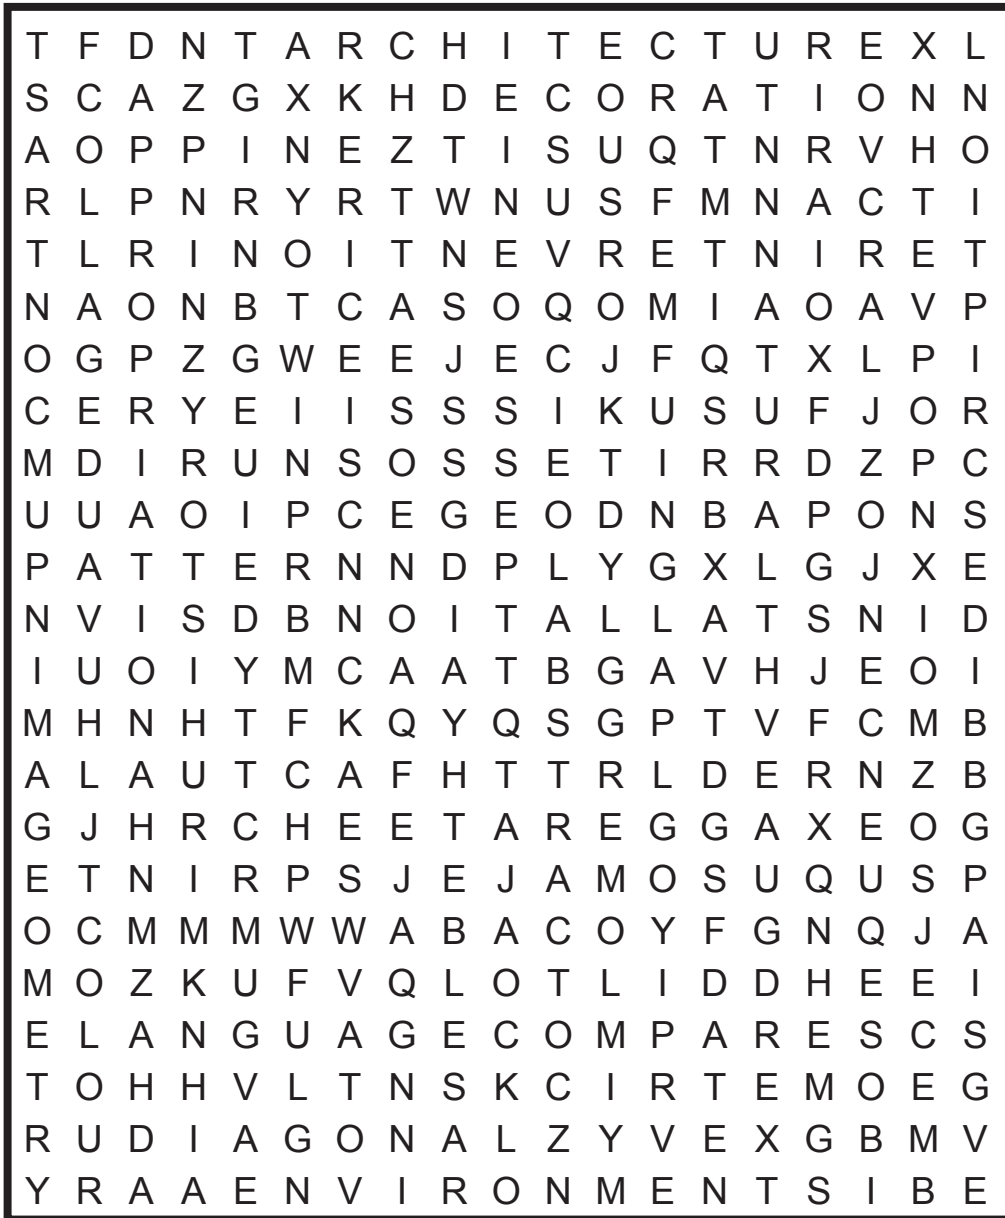 T F D N T A R C H I T E C T U R E X L
S C A Z G X K H D E C O R A T I O N N
A O P P I N E Z T I S U Q T N R V H O
R L P N R Y R T W N U S F M N A C T I
T L R I N O I T N E V R E T N I R E T
N A O N B T C A S O Q O M I A O A V P
O G P Z G W E E J E C J F Q T X L P I
C E R Y E I I S S S I K U S U F J O R
M D I R U N S O S S E T I R R D Z P C
U U A O I P C E G E O D N B A P O N S
P A T T E R N N D P L Y G X L G J X E
N V I S D B N O I T A L L A T S N I D
I U O I Y M C A A T B G A V H J E O I
M H N H T F K Q Y Q S G P T V F C M B
A L A U T C A F H T T R L D E R N Z B
G J H R C H E E T A R E G G A X E O G
E T N I R P S J E J A M O S U Q U S P
O C M M M W W A B A C O Y F G N Q J A
M O Z K U F V Q L O T L I D D H E E I
E L A N G U A G E C O M P A R E S C S
T O H H V L T N S K C I R T E M O E G
R U D I A G O N A L Z Y V E X G B M V
Y R A A E N V I R O N M E N T S I B E